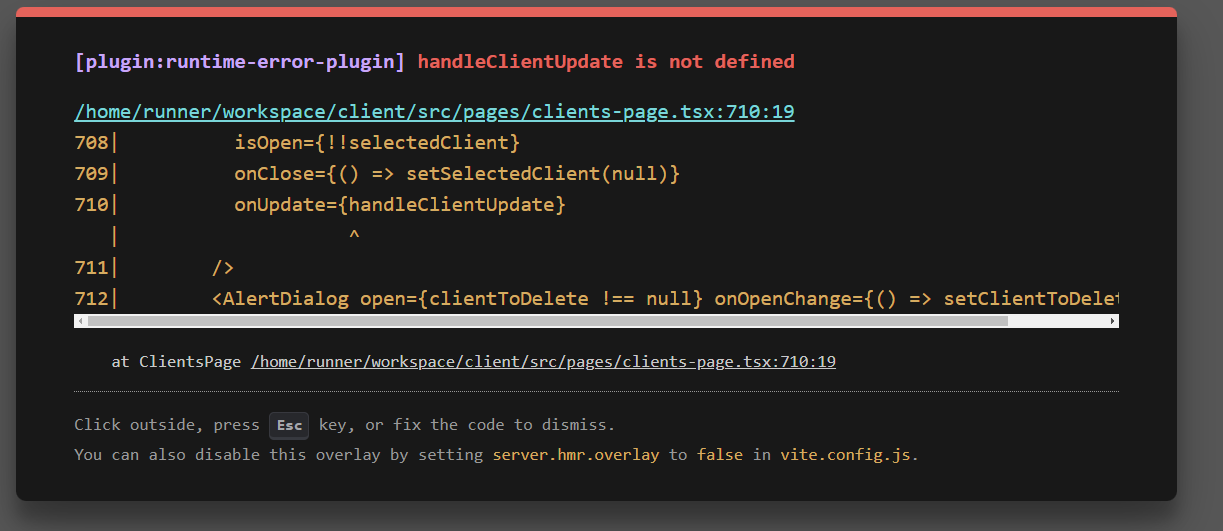 [plugin:runtime-error-plugin] handleClientUpdate is not defined
/home/runner/workspace/client/src/pages/clients-page.tsx:710:19
708|          isOpen={!!selectedClient}
709|          onClose={() => setSelectedClient(null)}
710|          onUpdate={handleClientUpdate}
   |                    ^
711|        />
712|        <AlertDialog open={clientToDelete !== null} onOpenChange={() => setClientToDelet
at ClientsPage /home/runner/workspace/client/src/pages/clients-page.tsx:710:19
Click outside, press Esc key, or fix the code to dismiss.
You can also disable this overlay by setting server.hmr.overlay to false in vite.config.js.